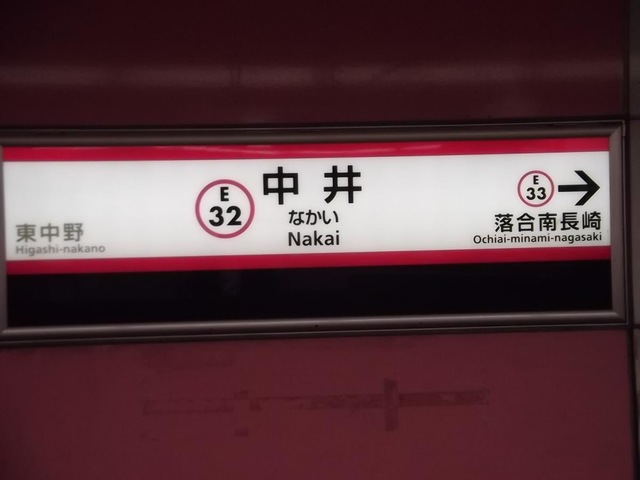 E
32
中井
なかい
Nakai
東中野
Higashi-nakano
E
33
落合南長崎
Ochiai-minami-nagasaki